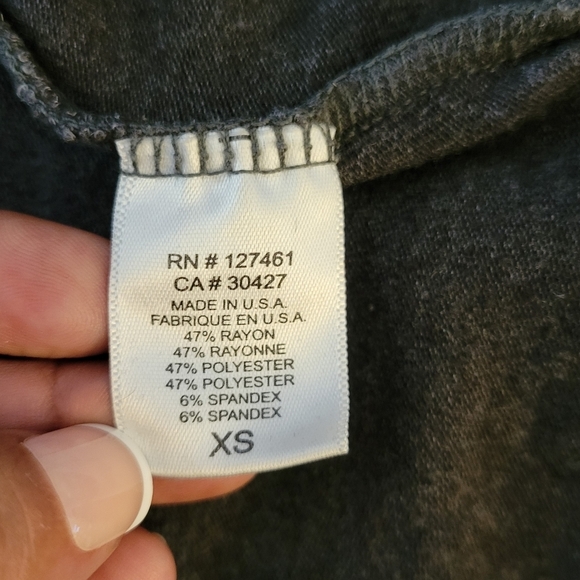 RN # 127461
CA # 30427
MADE IN U.S.A.
FABRIQUE EN U.S.A.
47% RAYON
47% RAYONNE
47% POLYESTER
47% POLYESTER
6% SPANDEX
6% SPANDEX
XS